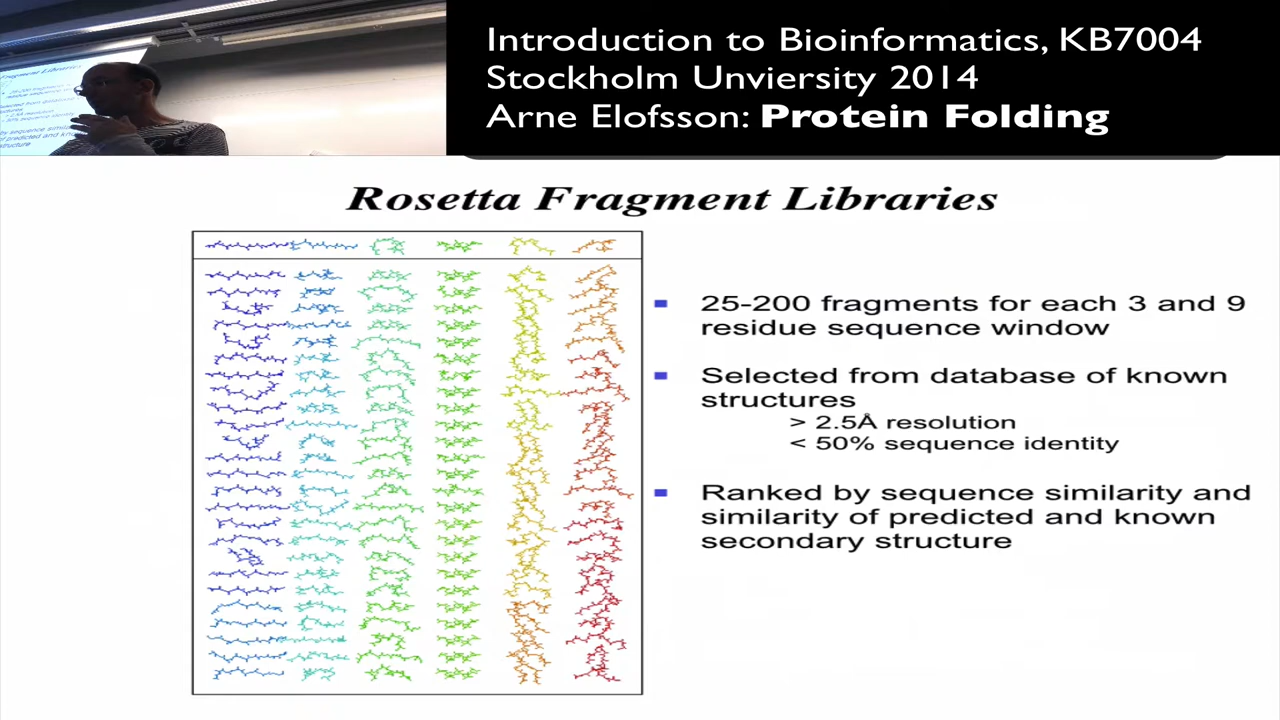 Introduction to Bioinformatics, KB7004
Stockholm Unviersity 2014
Arne Elofsson: Protein Folding
Rosetta Fragment Libraries
25-200 fragments for each 3 and 9
residue sequence window
Selected from database of known
structures
> 2.5Å resolution
< 50% sequence identity
Ranked by sequence similarity and
similarity of predicted and known
secondary structure